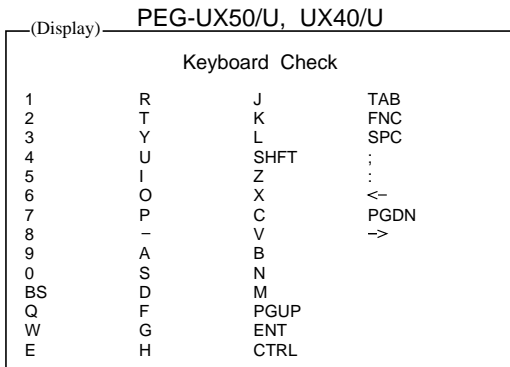 PEG-UX50/U, UX40/U
(Display)
Keyboard Check
1 R J TAB
2 T K FNC
3 Y L SPC
4 U SHFT ;
5 I Z :
6 O X <–
7 P C PGDN
8 – V –>
9 A B
0 S N
BS D M
Q F PGUP
W G ENT
E H CTRL